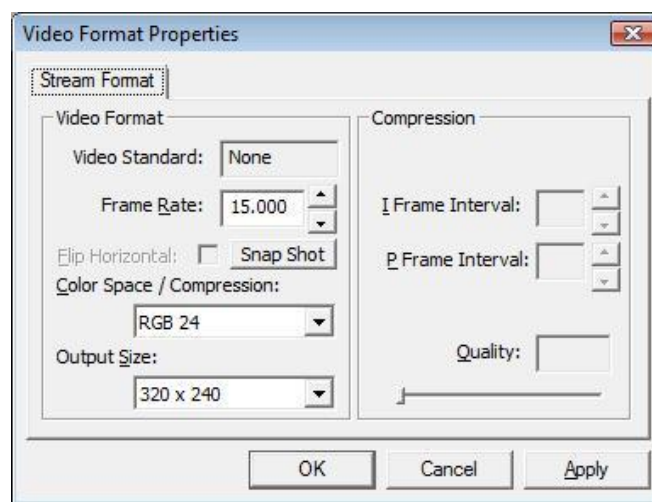 Video Format Properties
Stream Format
Video Format
Video Standard: None
Frame Rate: 15.000
Flip Horizontal: Snap Shot
Color Space / Compression:
RGB 24
Output Size:
320 x 240
Compression
I Frame Interval:
P Frame Interval:
Quality:
OK Cancel Apply